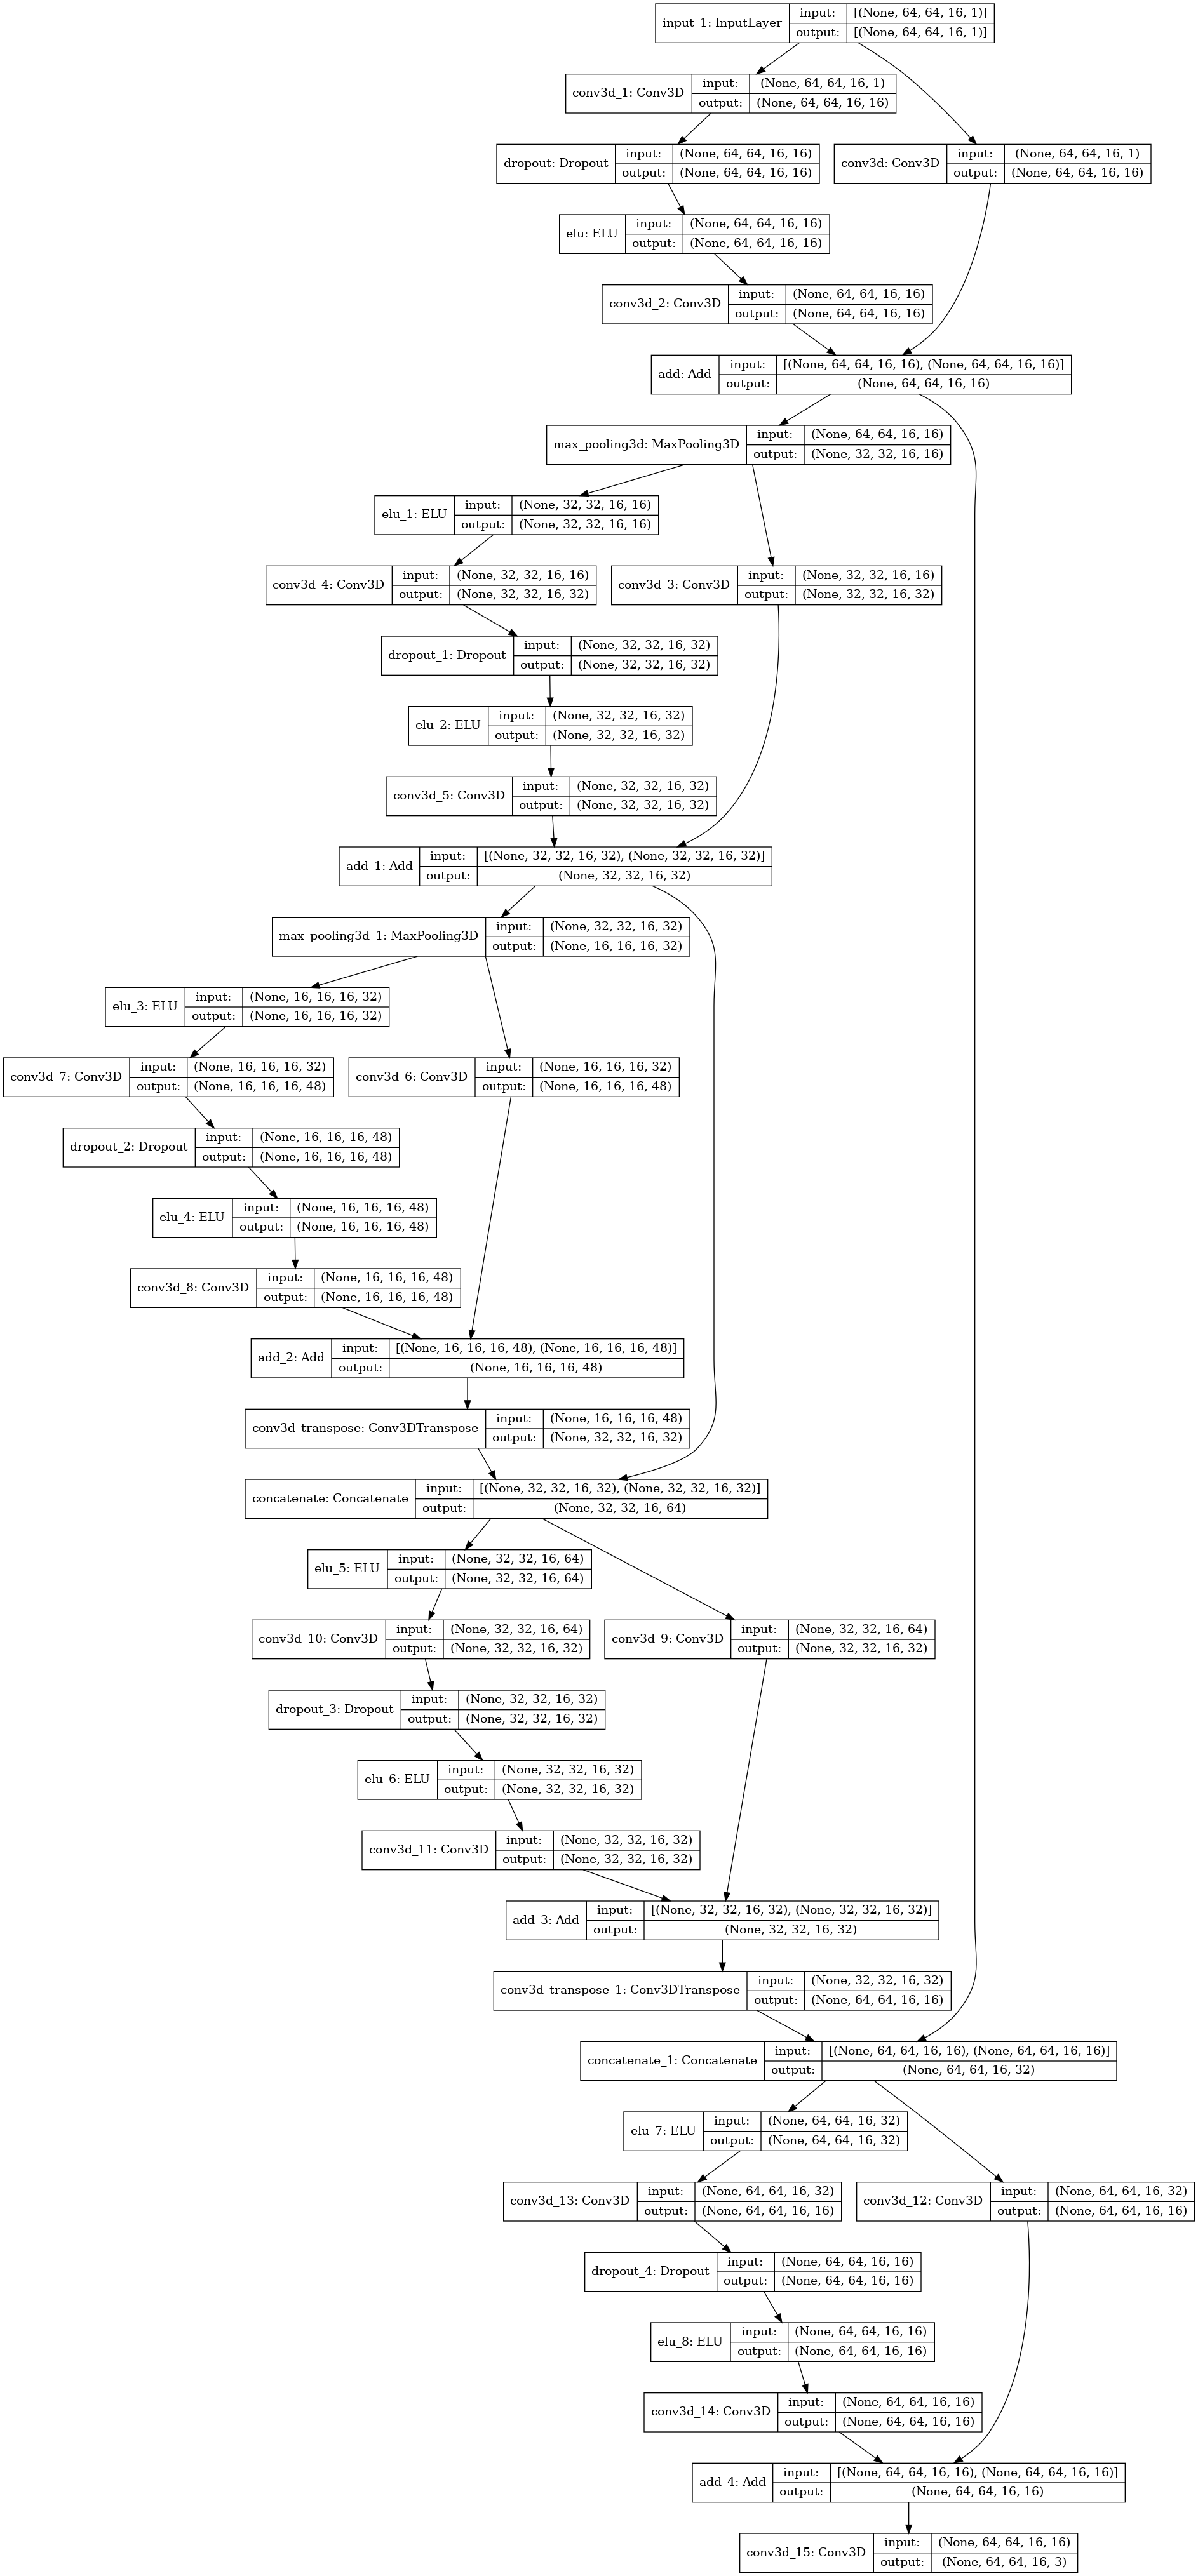 input_1: InputLayer
input:
[(None, 64, 64, 16, 1)]
output:
[(None, 64, 64, 16, 1)]
conv3d_1: Conv3D
input:
(None, 64, 64, 16, 1)
output:
(None, 64, 64, 16, 16)
dropout: Dropout
input:
(None, 64, 64, 16, 16)
output:
(None, 64, 64, 16, 16)
conv3d: Conv3D
input:
(None, 64, 64, 16, 1)
output:
(None, 64, 64, 16, 16)
elu: ELU
input:
(None, 64, 64, 16, 16)
output:
(None, 64, 64, 16, 16)
conv3d_2: Conv3D
input:
(None, 64, 64, 16, 16)
output:
(None, 64, 64, 16, 16)
add: Add
input:
[(None, 64, 64, 16, 16), (None, 64, 64, 16, 16)]
output:
(None, 64, 64, 16, 16)
max_pooling3d: MaxPooling3D
input:
(None, 64, 64, 16, 16)
output:
(None, 32, 32, 16, 16)
elu_1: ELU
input:
(None, 32, 32, 16, 16)
output:
(None, 32, 32, 16, 16)
conv3d_4: Conv3D
input:
(None, 32, 32, 16, 16)
output:
(None, 32, 32, 16, 32)
conv3d_3: Conv3D
input:
(None, 32, 32, 16, 16)
output:
(None, 32, 32, 16, 32)
dropout_1: Dropout
input:
(None, 32, 32, 16, 32)
output:
(None, 32, 32, 16, 32)
elu_2: ELU
input:
(None, 32, 32, 16, 32)
output:
(None, 32, 32, 16, 32)
conv3d_5: Conv3D
input:
(None, 32, 32, 16, 32)
output:
(None, 32, 32, 16, 32)
add_1: Add
input:
[(None, 32, 32, 16, 32), (None, 32, 32, 16, 32)]
output:
(None, 32, 32, 16, 32)
max_pooling3d_1: MaxPooling3D
input:
(None, 32, 32, 16, 32)
output:
(None, 16, 16, 16, 32)
elu_3: ELU
input:
(None, 16, 16, 16, 32)
output:
(None, 16, 16, 16, 32)
conv3d_7: Conv3D
input:
(None, 16, 16, 16, 32)
output:
(None, 16, 16, 16, 48)
conv3d_6: Conv3D
input:
(None, 16, 16, 16, 32)
output:
(None, 16, 16, 16, 48)
dropout_2: Dropout
input:
(None, 16, 16, 16, 48)
output:
(None, 16, 16, 16, 48)
elu_4: ELU
input:
(None, 16, 16, 16, 48)
output:
(None, 16, 16, 16, 48)
conv3d_8: Conv3D
input:
(None, 16, 16, 16, 48)
output:
(None, 16, 16, 16, 48)
add_2: Add
input:
[(None, 16, 16, 16, 48), (None, 16, 16, 16, 48)]
output:
(None, 16, 16, 16, 48)
conv3d_transpose: Conv3DTranspose
input:
(None, 16, 16, 16, 48)
output:
(None, 32, 32, 16, 32)
concatenate: Concatenate
input:
[(None, 32, 32, 16, 32), (None, 32, 32, 16, 32)]
output:
(None, 32, 32, 16, 64)
elu_5: ELU
input:
(None, 32, 32, 16, 64)
output:
(None, 32, 32, 16, 64)
conv3d_10: Conv3D
input:
(None, 32, 32, 16, 64)
output:
(None, 32, 32, 16, 32)
conv3d_9: Conv3D
input:
(None, 32, 32, 16, 64)
output:
(None, 32, 32, 16, 32)
dropout_3: Dropout
input:
(None, 32, 32, 16, 32)
output:
(None, 32, 32, 16, 32)
elu_6: ELU
input:
(None, 32, 32, 16, 32)
output:
(None, 32, 32, 16, 32)
conv3d_11: Conv3D
input:
(None, 32, 32, 16, 32)
output:
(None, 32, 32, 16, 32)
add_3: Add
input:
[(None, 32, 32, 16, 32), (None, 32, 32, 16, 32)]
output:
(None, 32, 32, 16, 32)
conv3d_transpose_1: Conv3DTranspose
input:
(None, 32, 32, 16, 32)
output:
(None, 64, 64, 16, 16)
concatenate_1: Concatenate
input:
[(None, 64, 64, 16, 16), (None, 64, 64, 16, 16)]
output:
(None, 64, 64, 16, 32)
elu_7: ELU
input:
(None, 64, 64, 16, 32)
output:
(None, 64, 64, 16, 32)
conv3d_13: Conv3D
input:
(None, 64, 64, 16, 32)
output:
(None, 64, 64, 16, 16)
conv3d_12: Conv3D
input:
(None, 64, 64, 16, 32)
output:
(None, 64, 64, 16, 16)
dropout_4: Dropout
input:
(None, 64, 64, 16, 16)
output:
(None, 64, 64, 16, 16)
elu_8: ELU
input:
(None, 64, 64, 16, 16)
output:
(None, 64, 64, 16, 16)
conv3d_14: Conv3D
input:
(None, 64, 64, 16, 16)
output:
(None, 64, 64, 16, 16)
add_4: Add
input:
[(None, 64, 64, 16, 16), (None, 64, 64, 16, 16)]
output:
(None, 64, 64, 16, 16)
conv3d_15: Conv3D
input:
(None, 64, 64, 16, 16)
output:
(None, 64, 64, 16, 3)